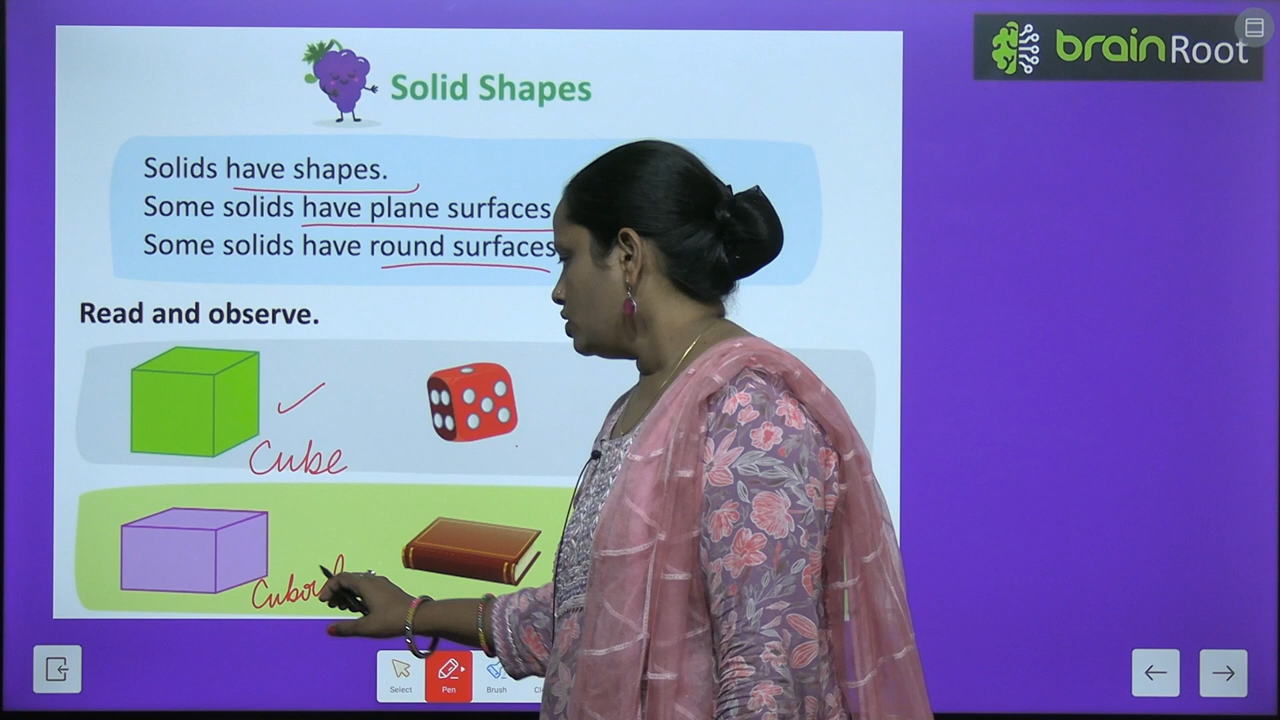 brainRoot
Solid Shapes
Solids have shapes.
Some solids have plane surfaces
Some solids have round surfaces
Read and observe.
Cube
Select
Pen
Brush